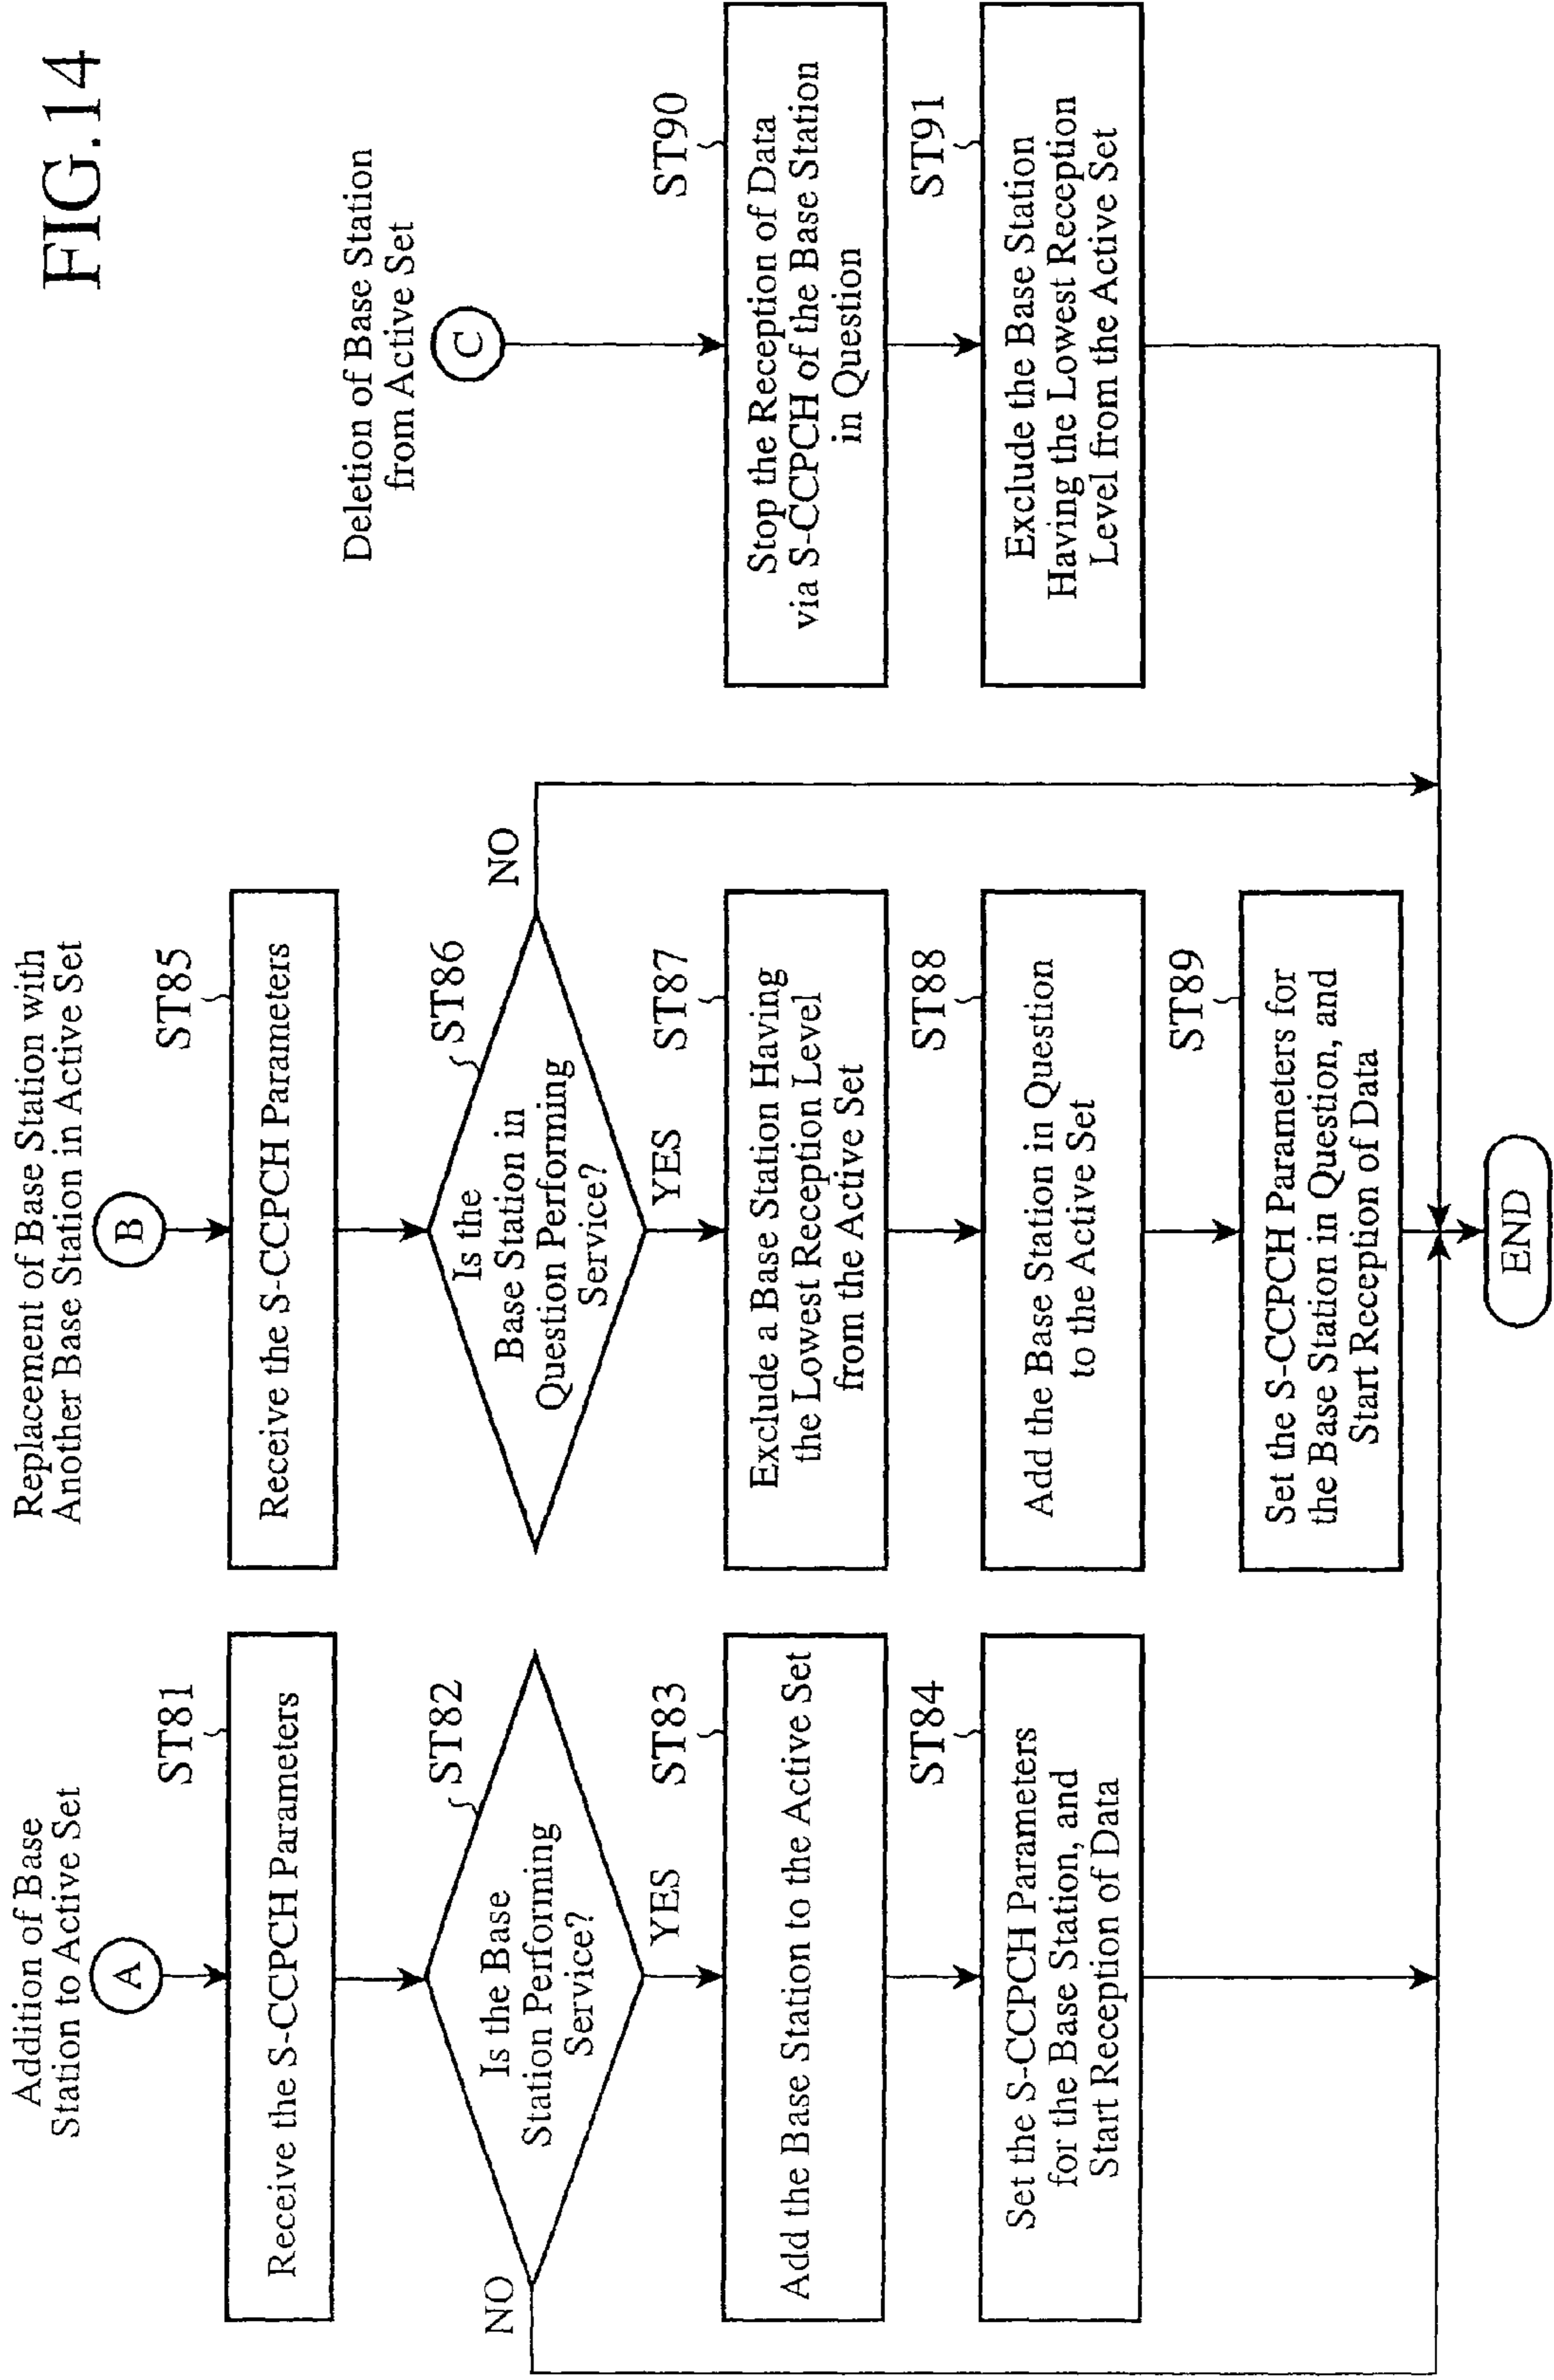 FIG.14
Addition of Base
Station to Active Set
A
ST81
Receive the S-CCPCH Parameters
ST82
Is the Base
Station Performing
Service?
NO
YES
ST83
Add the Base Station to the Active Set
ST84
Set the S-CCPCH Parameters
for the Base Station, and
Start Reception of Data
Replacement of Base Station with
Another Base Station in Active Set
B
ST85
Receive the S-CCPCH Parameters
ST86
Is the
Base Station in
Question Performing
Service?
NO
YES
ST87
Exclude a Base Station Having
the Lowest Reception Level
from the Active Set
ST88
Add the Base Station in Question
to the Active Set
ST89
Set the S-CCPCH Parameters for
the Base Station in Question, and
Start Reception of Data
Deletion of Base Station
from Active Set
C
ST90
Stop the Reception of Data
via S-CCPCH of the Base Station
in Question
ST91
Exclude the Base Station
Having the Lowest Reception
Level from the Active Set
END